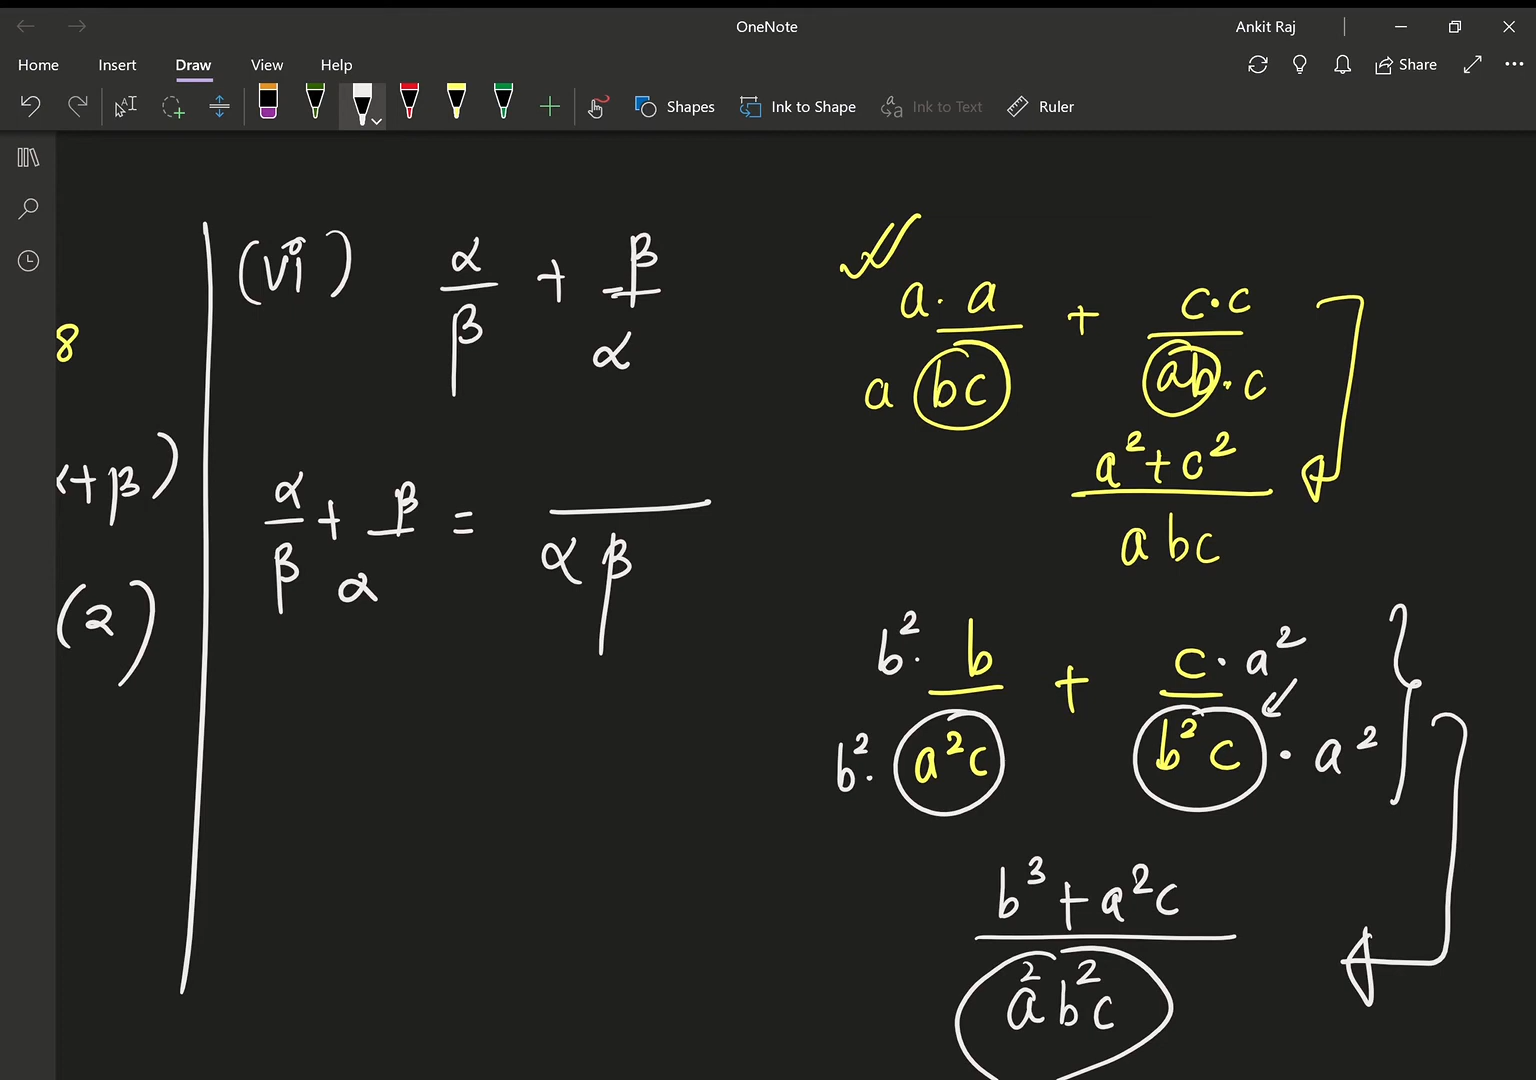 OneNote
Ankit Raj
Home Insert Draw View Help
Share
Shapes Ink to Shape Ink to Text Ruler
8
α+β)
(2)
(vi) α/β + β/α
α/β + β/α = /αβ
a·a/a bc + c·c/ab·c
a²+c²/abc
b²·b/b²·a²c + c·a²/b²c·a²
b³+a²c/a²b²c